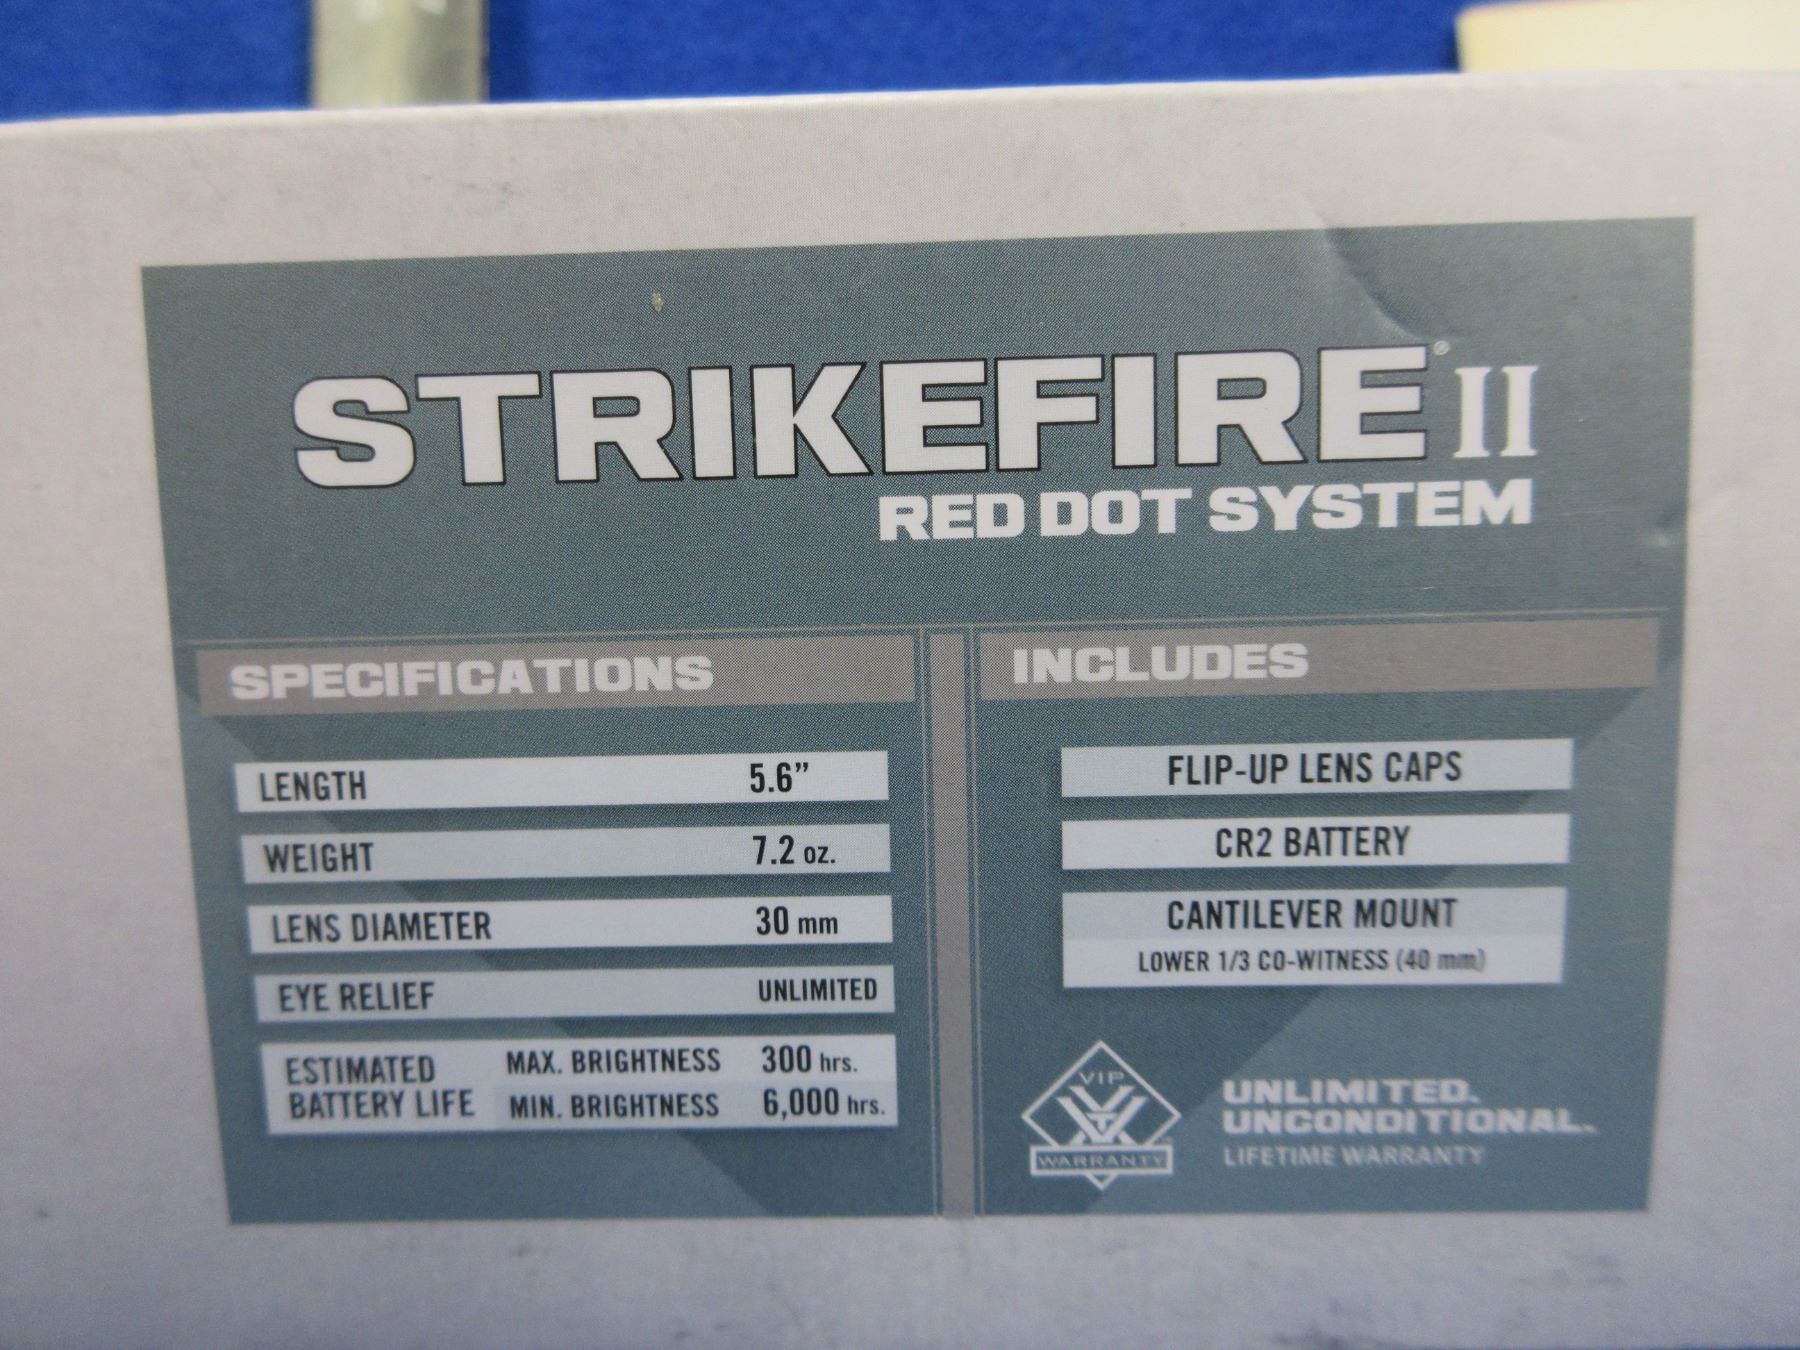 STRIKEFIRE® II
RED DOT SYSTEM
SPECIFICATIONS
LENGTH 5.6”
WEIGHT 7.2 oz.
LENS DIAMETER 30 mm
EYE RELIEF UNLIMITED
ESTIMATED BATTERY LIFE
MAX. BRIGHTNESS 300 hrs.
MIN. BRIGHTNESS 6,000 hrs.
INCLUDES
FLIP-UP LENS CAPS
CR2 BATTERY
CANTILEVER MOUNT
LOWER 1/3 CO-WITNESS (40 mm)
VIP
WARRANTY
UNLIMITED.
UNCONDITIONAL.
LIFETIME WARRANTY